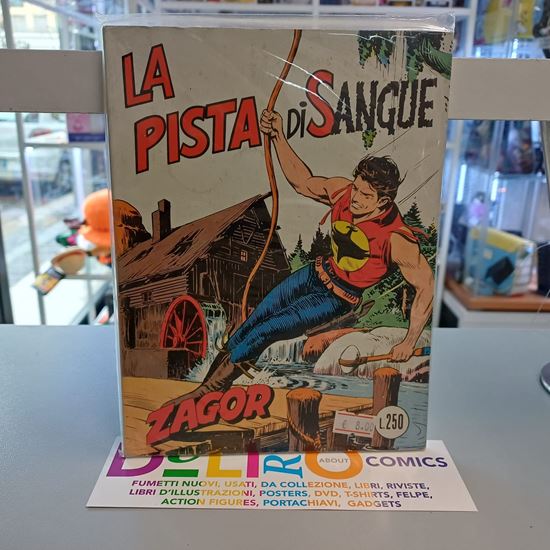 LA
PISTA DI SANGUE
ZAGOR
€ 8.00
L.250
DELIRO ABOUT COMICS
FUMETTI NUOVI, USATI, DA COLLEZIONE, LIBRI, RIVISTE,
LIBRI D'ILLUSTRAZIONI, POSTERS, DVD, T-SHIRTS, FELPE,
ACTION FIGURES, PORTACHIAVI, GADGETS